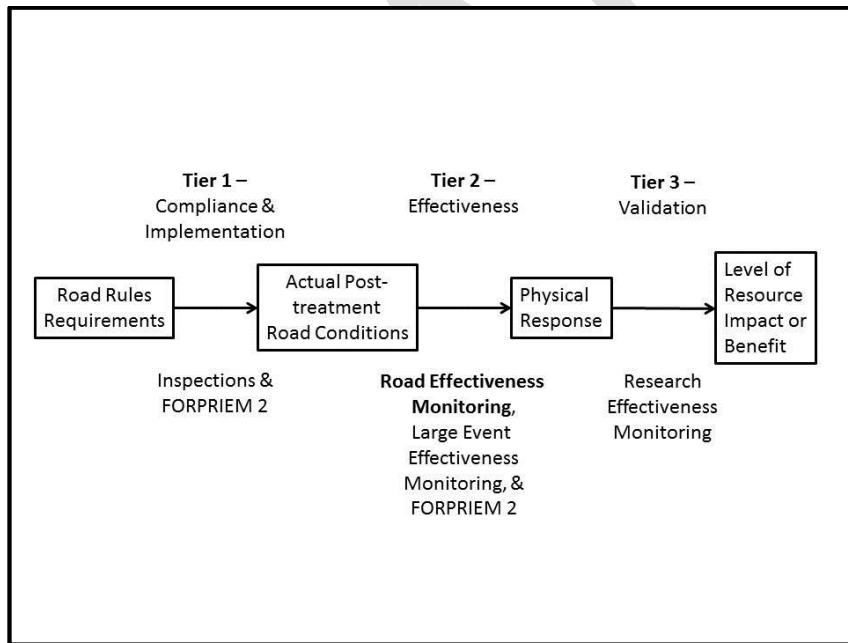 Tier 1 –
Compliance &
Implementation
Tier 2 –
Effectiveness
Tier 3 –
Validation
Road Rules
Requirements
Actual Post-
treatment
Road Conditions
Physical
Response
Level of
Resource
Impact or
Benefit
Inspections &
FORPRIEM 2
Road Effectiveness
Monitoring,
Large Event
Effectiveness
Monitoring, &
FORPRIEM 2
Research
Effectiveness
Monitoring